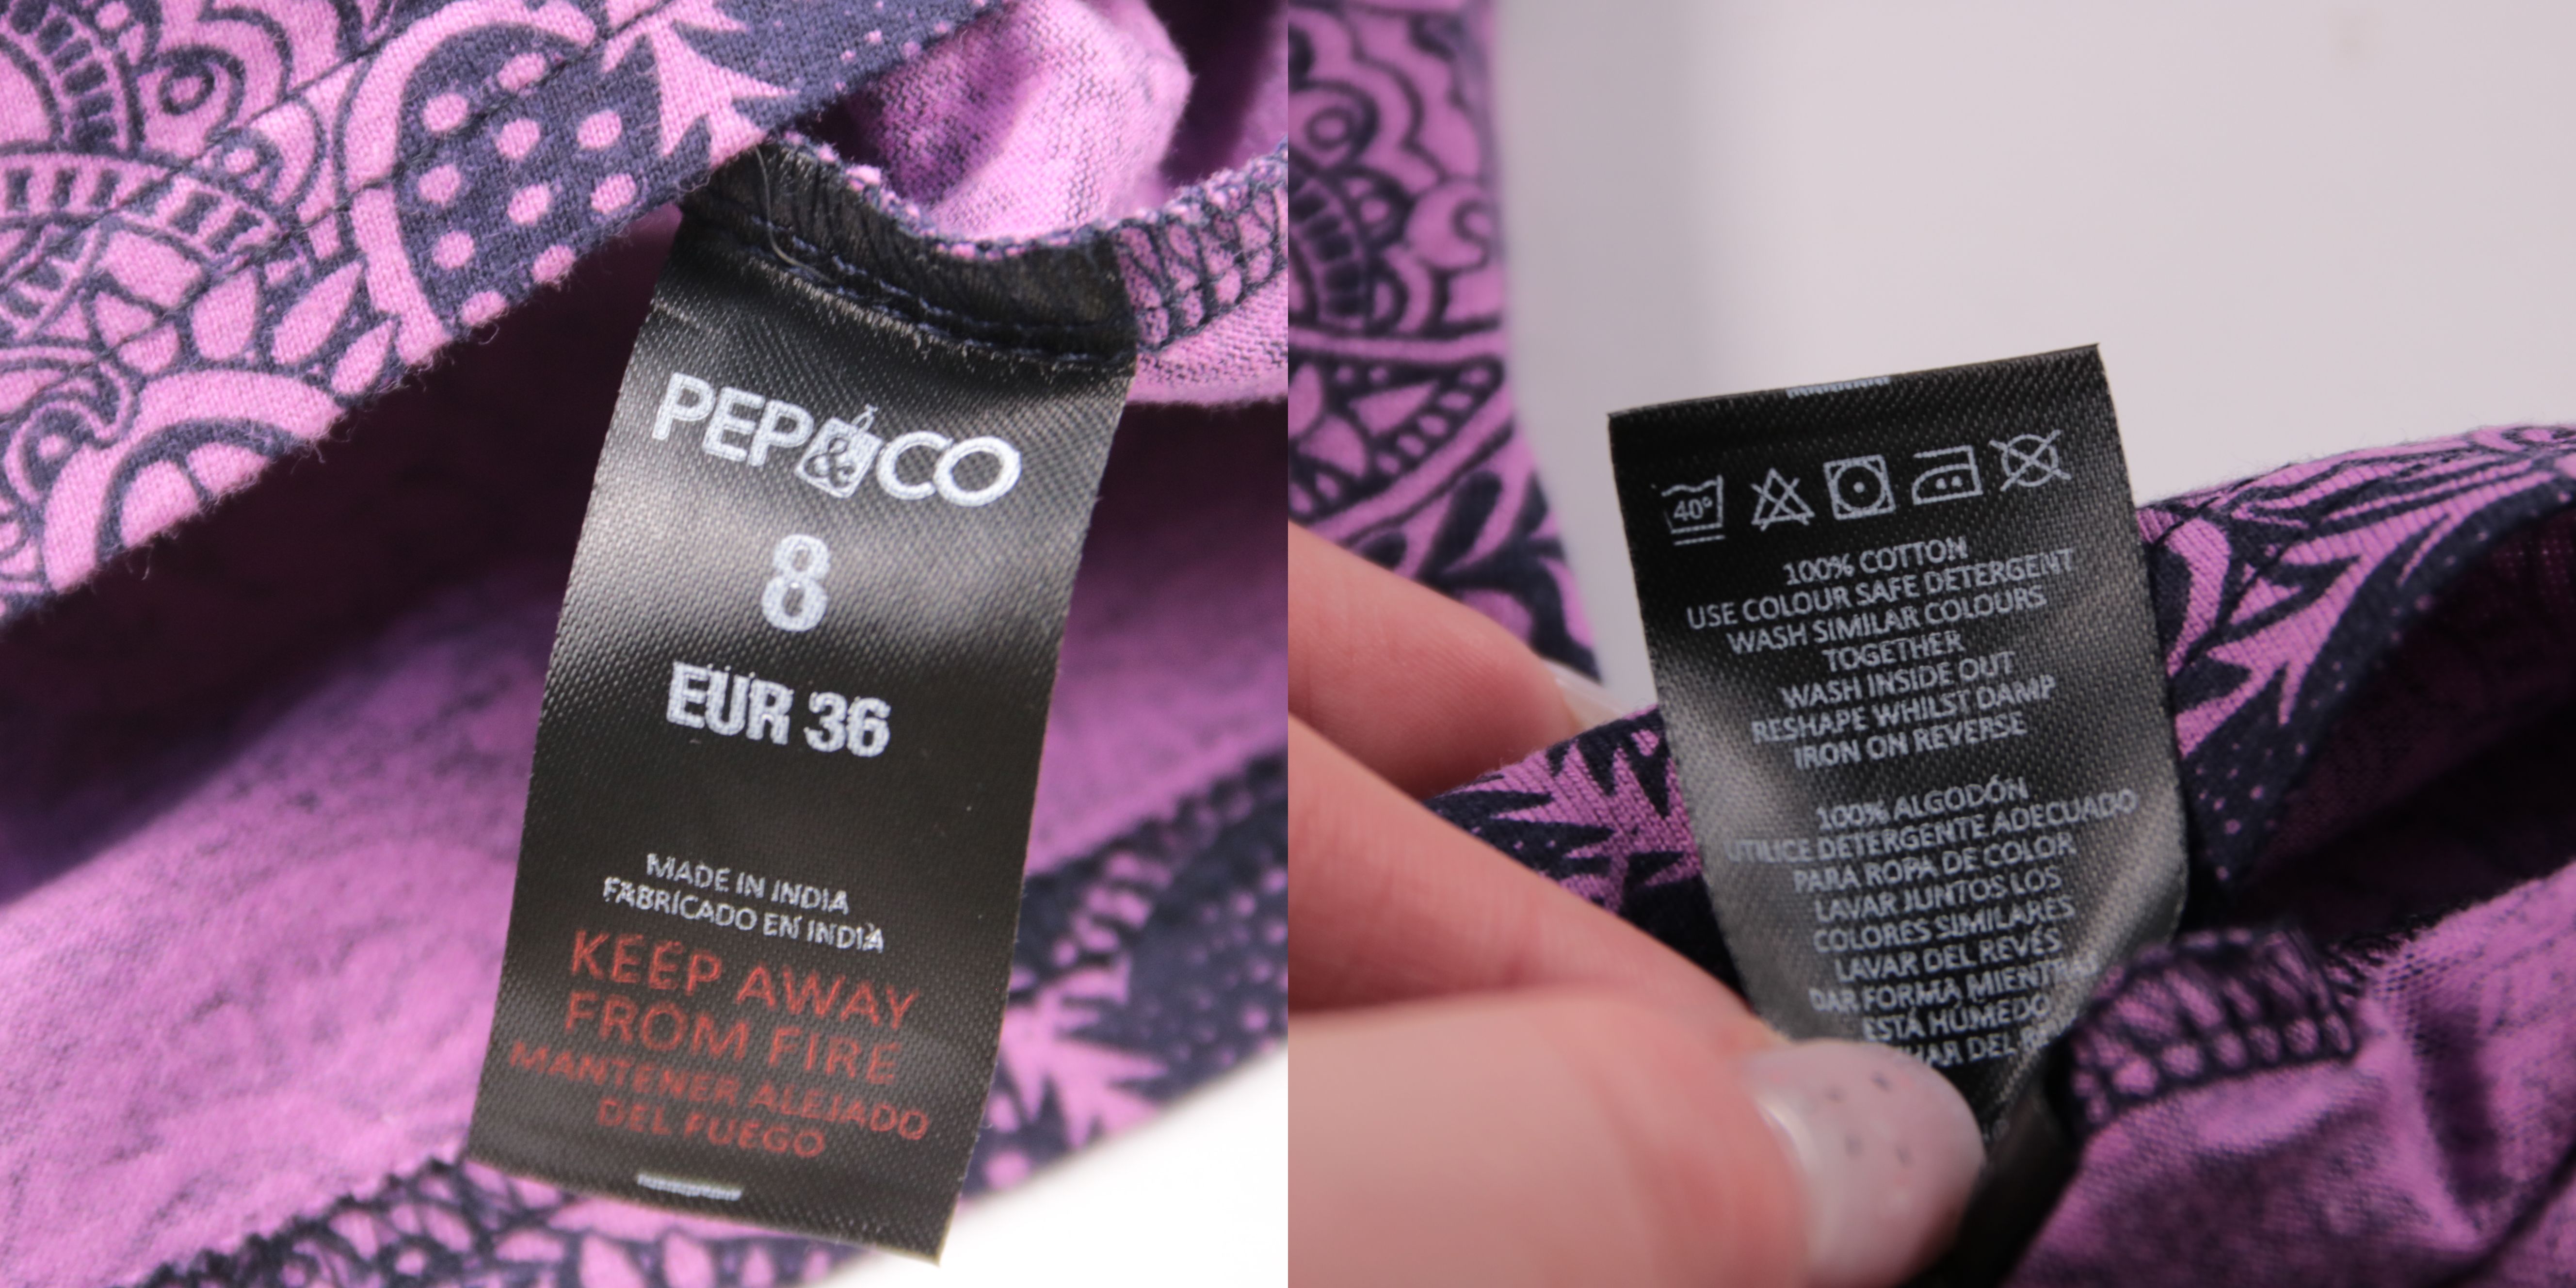 PEP&CO
8
EUR 36
MADE IN INDIA
FABRICADO EN INDIA
KEEP AWAY
FROM FIRE
MANTENER ALEJADO
DEL FUEGO
40°
100% COTTON
USE COLOUR SAFE DETERGENT
WASH SIMILAR COLOURS
TOGETHER
WASH INSIDE OUT
RESHAPE WHILST DAMP
IRON ON REVERSE
100% ALGODÓN
UTILICE DETERGENTE ADECUADO
PARA ROPA DE COLOR
LAVAR JUNTOS LOS
COLORES SIMILARES
LAVAR DEL REVÉS
DAR FORMA
ESTÁ HÚMEDO
DEL